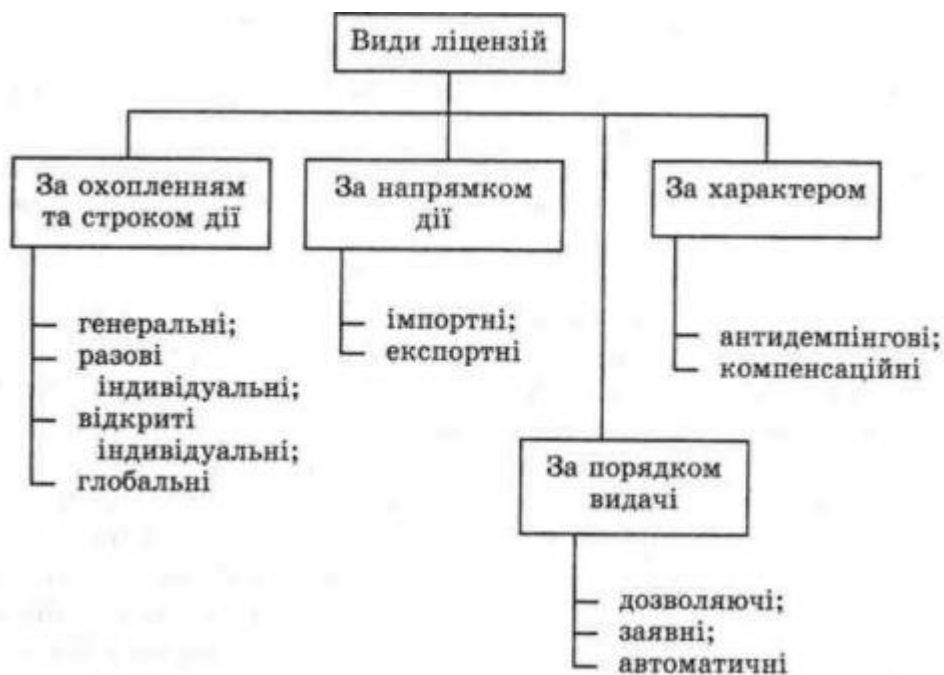 Види ліцензій
За охопленням
та строком дії
генеральні;
разові
індивідуальні;
відкриті
індивідуальні;
глобальні
За напрямком
дії
імпортні;
експортні
За характером
антидемпінгові;
компенсаційні
За порядком
видачі
дозволяючі;
заявні;
автоматичні